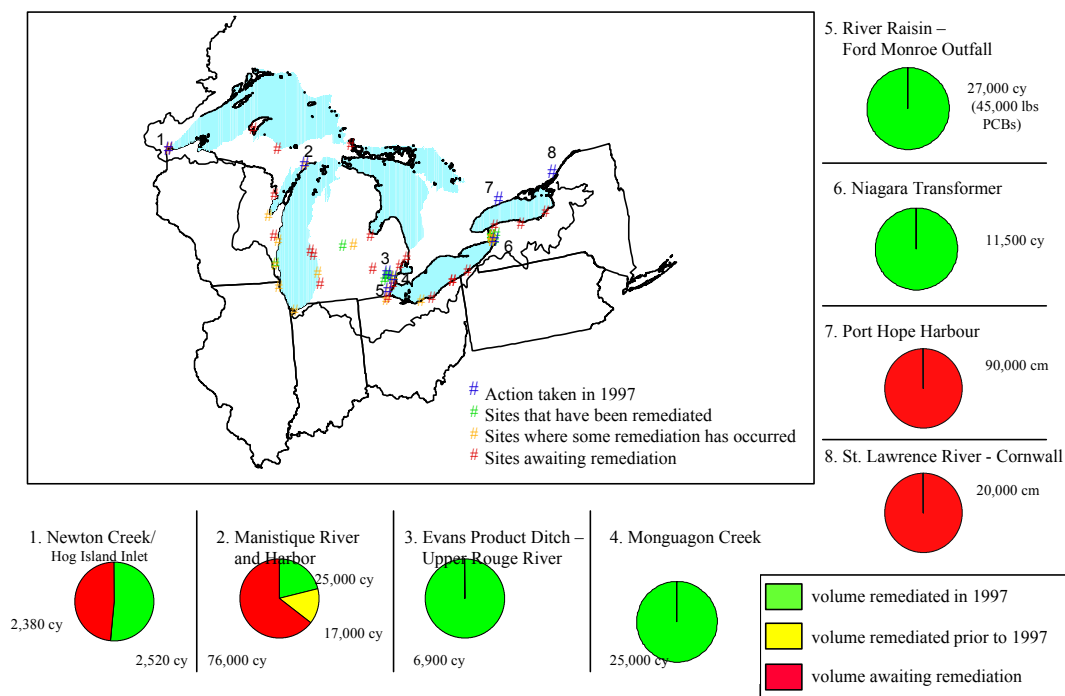 1
2
3
4
5
6
7
8
# Action taken in 1997
# Sites that have been remediated
# Sites where some remediation has occurred
# Sites awaiting remediation
5. River Raisin –
Ford Monroe Outfall
27,000 cy
(45,000 lbs
PCBs)
6. Niagara Transformer
11,500 cy
7. Port Hope Harbour
90,000 cm
8. St. Lawrence River - Cornwall
20,000 cm
1. Newton Creek/
Hog Island Inlet
2,380 cy
2,520 cy
2. Manistique River
and Harbor
25,000 cy
17,000 cy
76,000 cy
3. Evans Product Ditch –
Upper Rouge River
6,900 cy
4. Monguagon Creek
25,000 cy
volume remediated in 1997
volume remediated prior to 1997
volume awaiting remediation